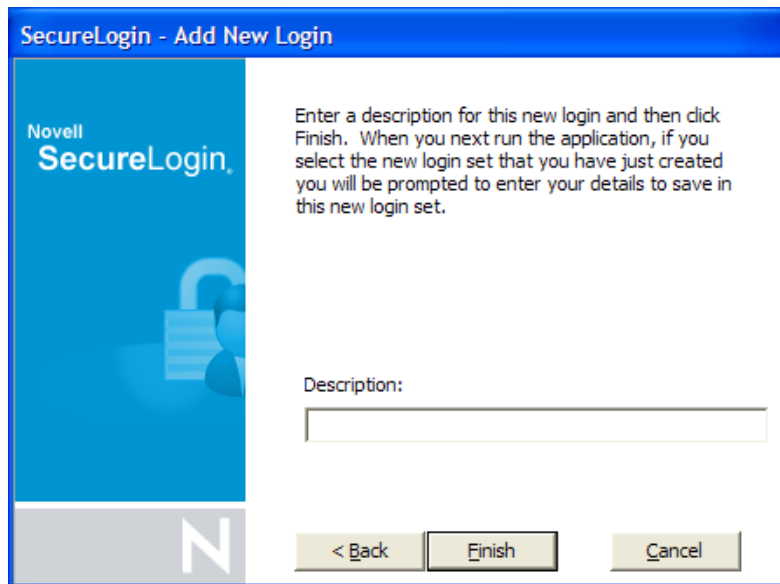 SecureLogin - Add New Login
Novell
SecureLogin.
Enter a description for this new login and then click
Finish. When you next run the application, if you
select the new login set that you have just created
you will be prompted to enter your details to save in
this new login set.
Description:
< Back
Finish
Cancel
N